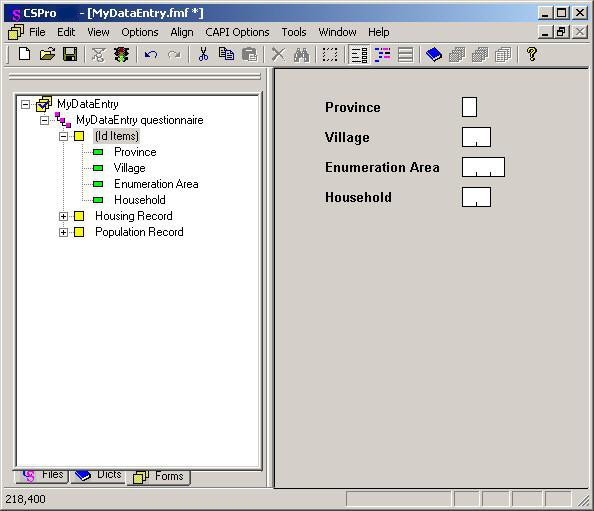 CSPro - [MyDataEntry.fmf *]
File Edit View Options Align CAPI Options Tools Window Help
MyDataEntry
MyDataEntry questionnaire
(Id Items)
Province
Village
Enumeration Area
Household
Housing Record
Population Record
Files Dicts Forms
Province
Village
Enumeration Area
Household
218,400